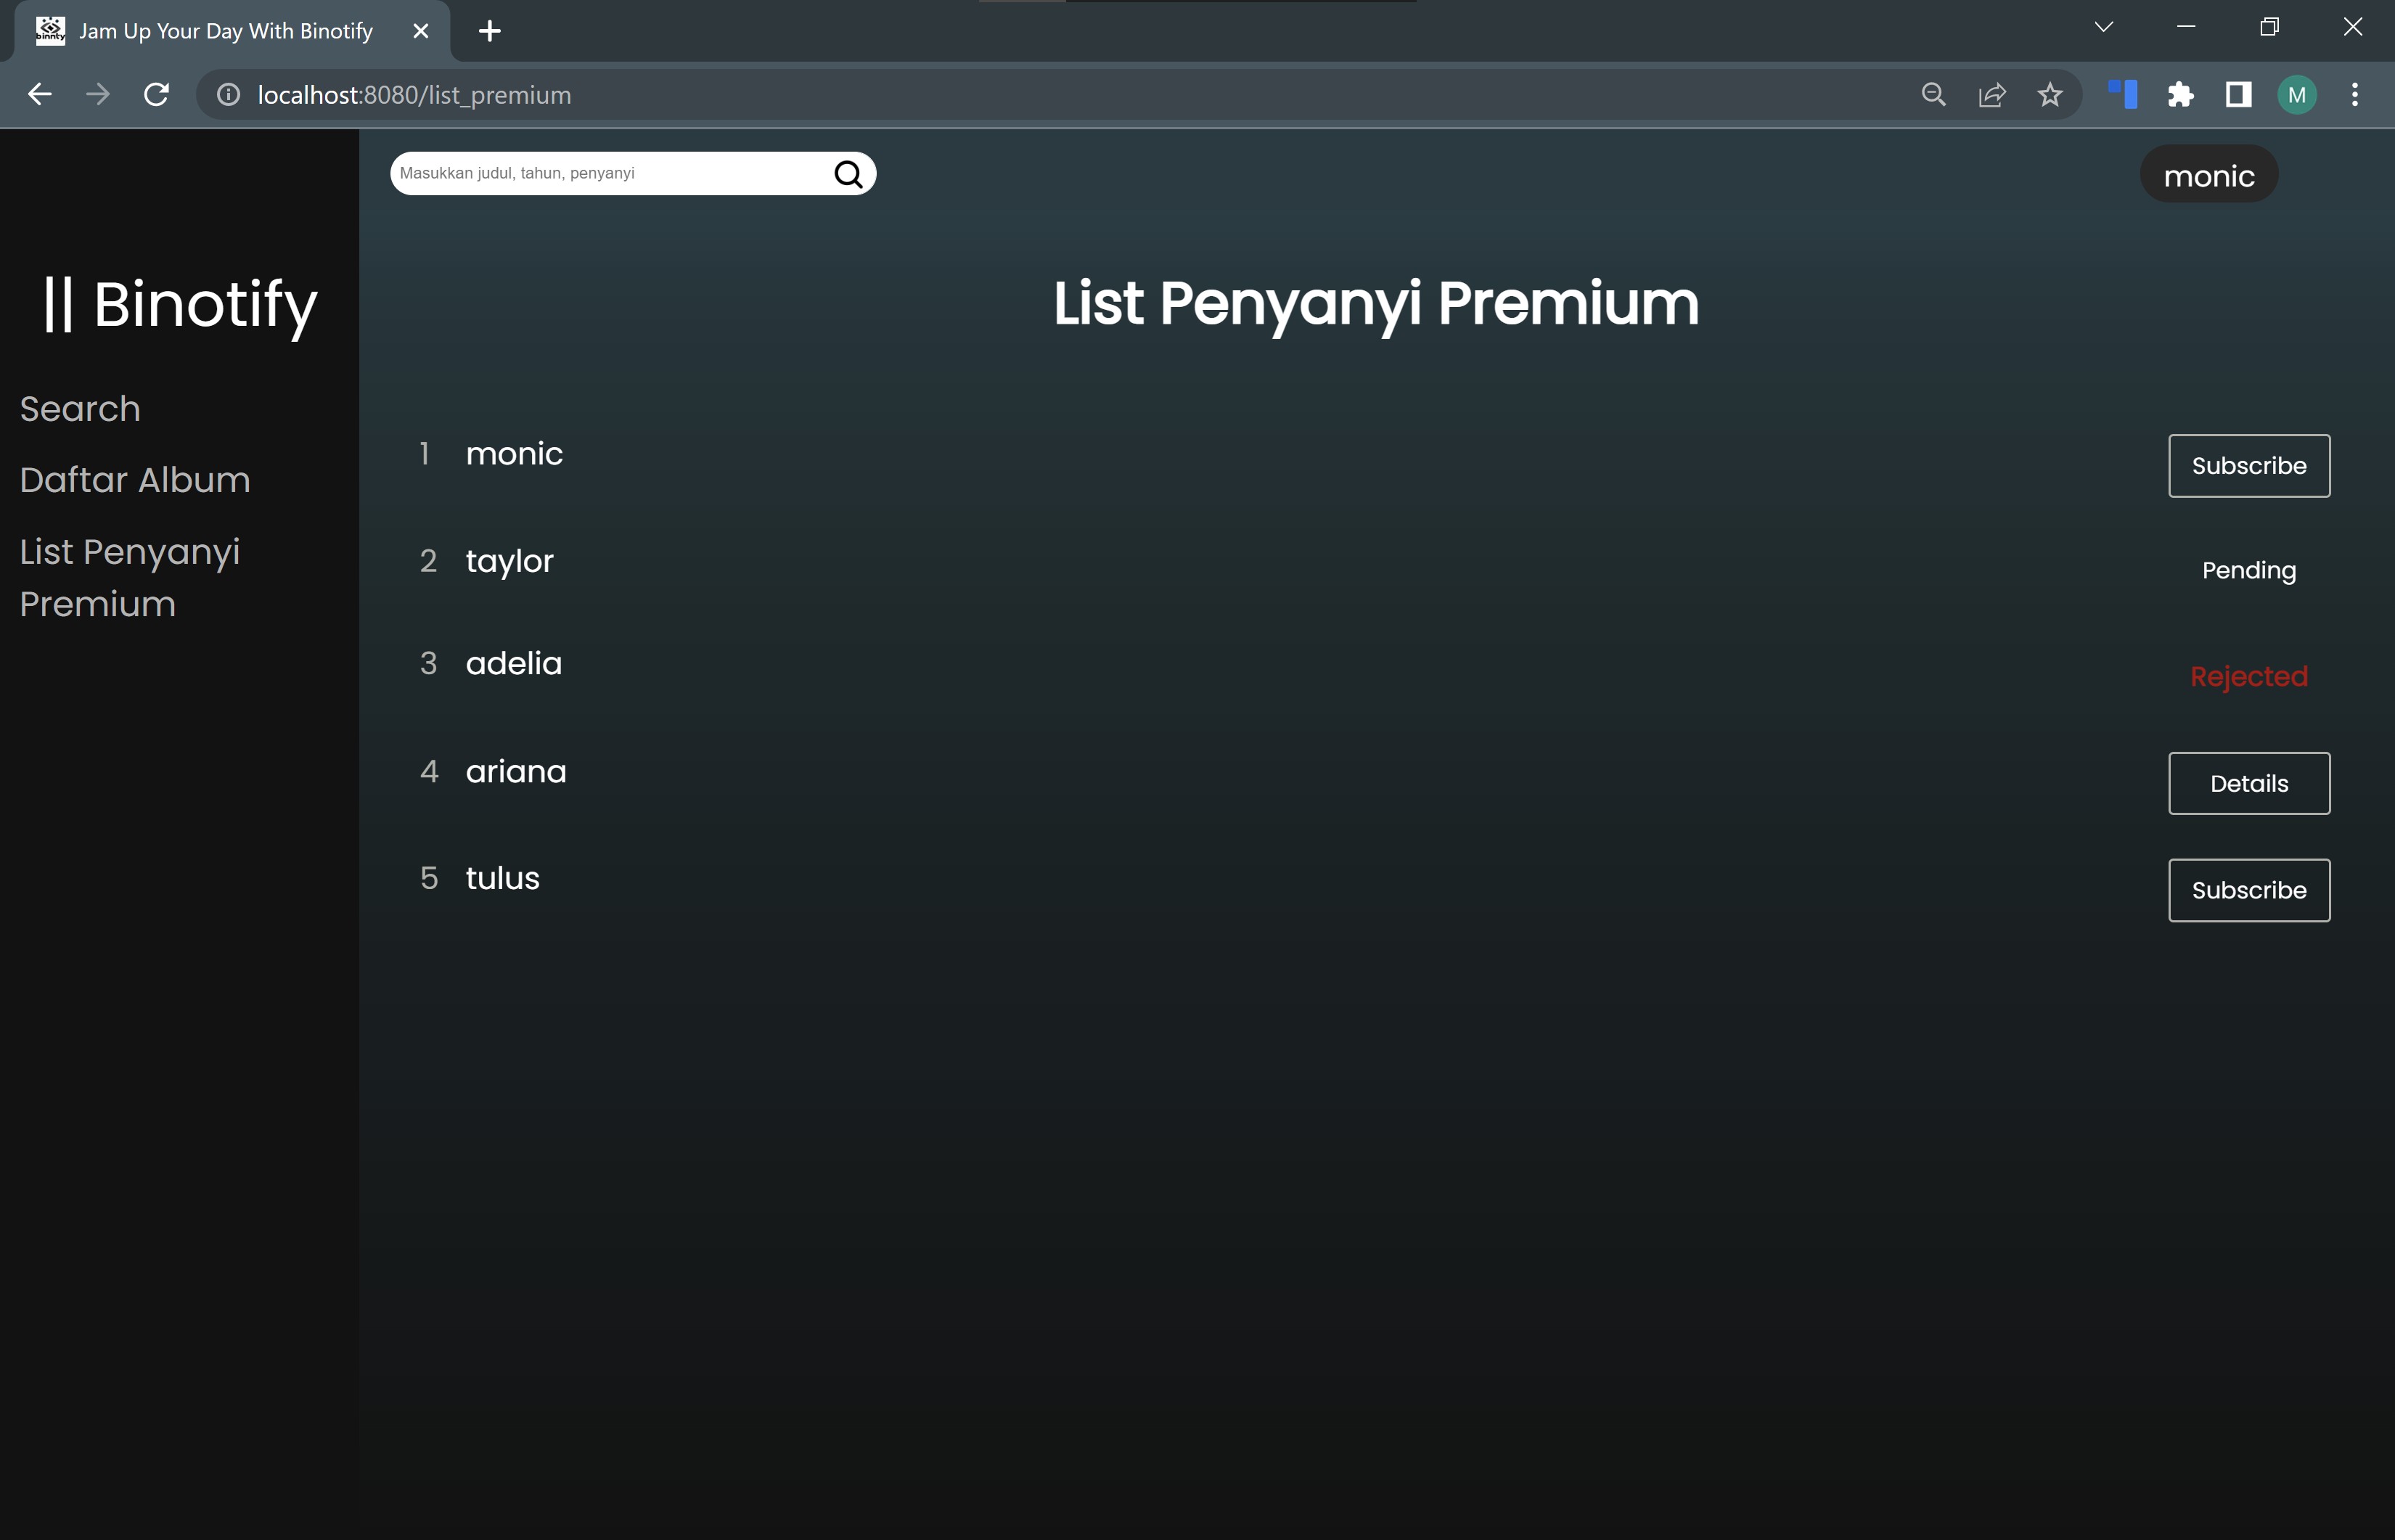 Jam Up Your Day With Binotify
localhost:8080/list_premium
M
Masukkan judul, tahun, penyanyi
monic
|| Binotify
Search
Daftar Album
List Penyanyi
Premium
List Penyanyi Premium
1 monic Subscribe
2 taylor Pending
3 adelia Rejected
4 ariana Details
5 tulus Subscribe